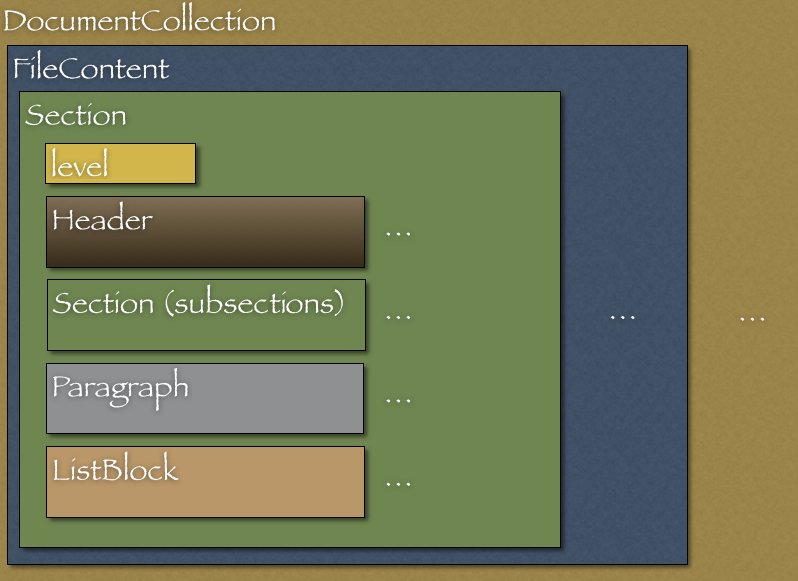 DocumentCollection
FileContent
Section
level
Header ...
Section (subsections) ...
Paragraph ...
ListBlock ...
...
...